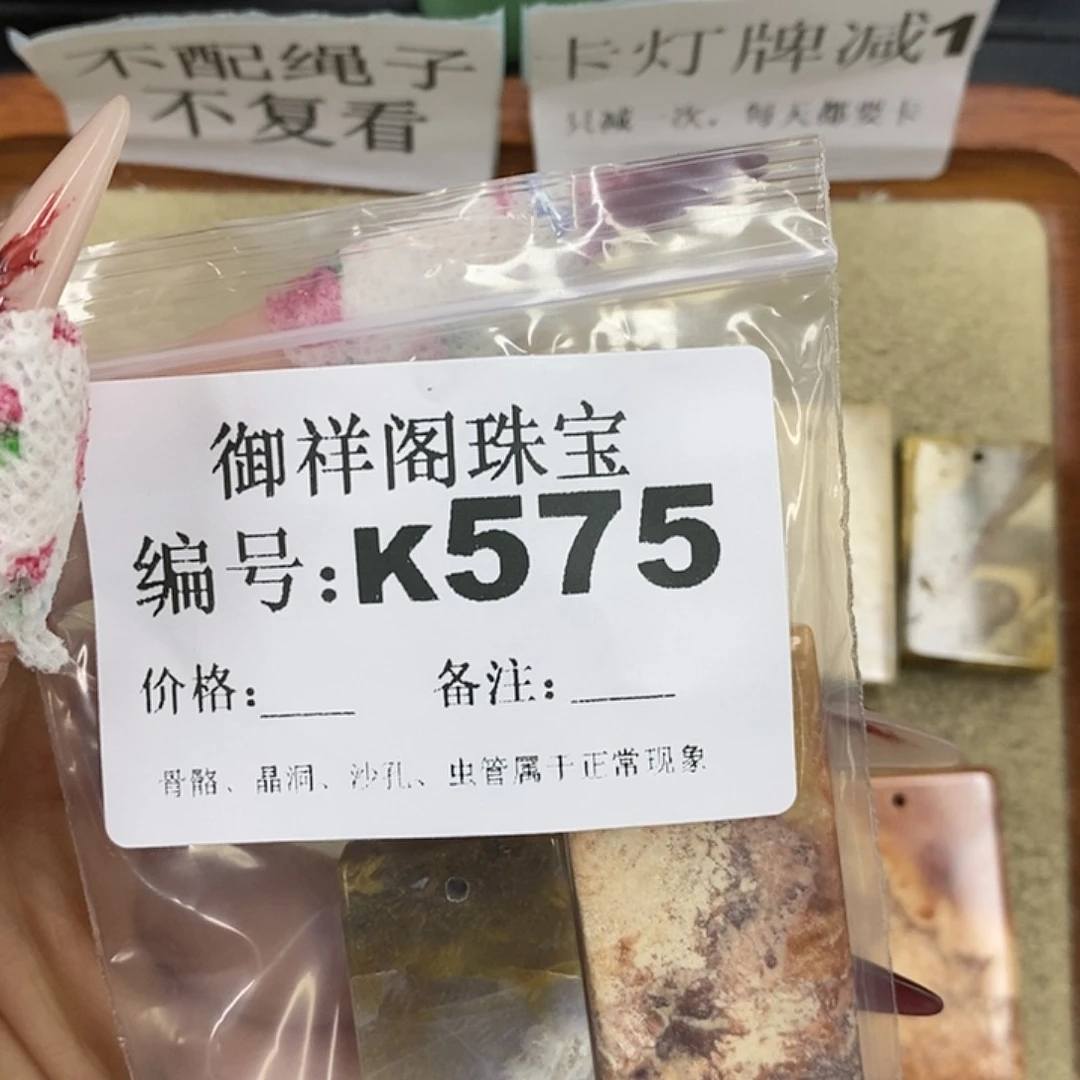 不配绳子
不复看
卡灯牌减1
只减一次，每天都要卡
御祥阁珠宝
编号:K575
价格:____ 备注:____
骨骼、晶洞、沙孔、虫管属于正常现象